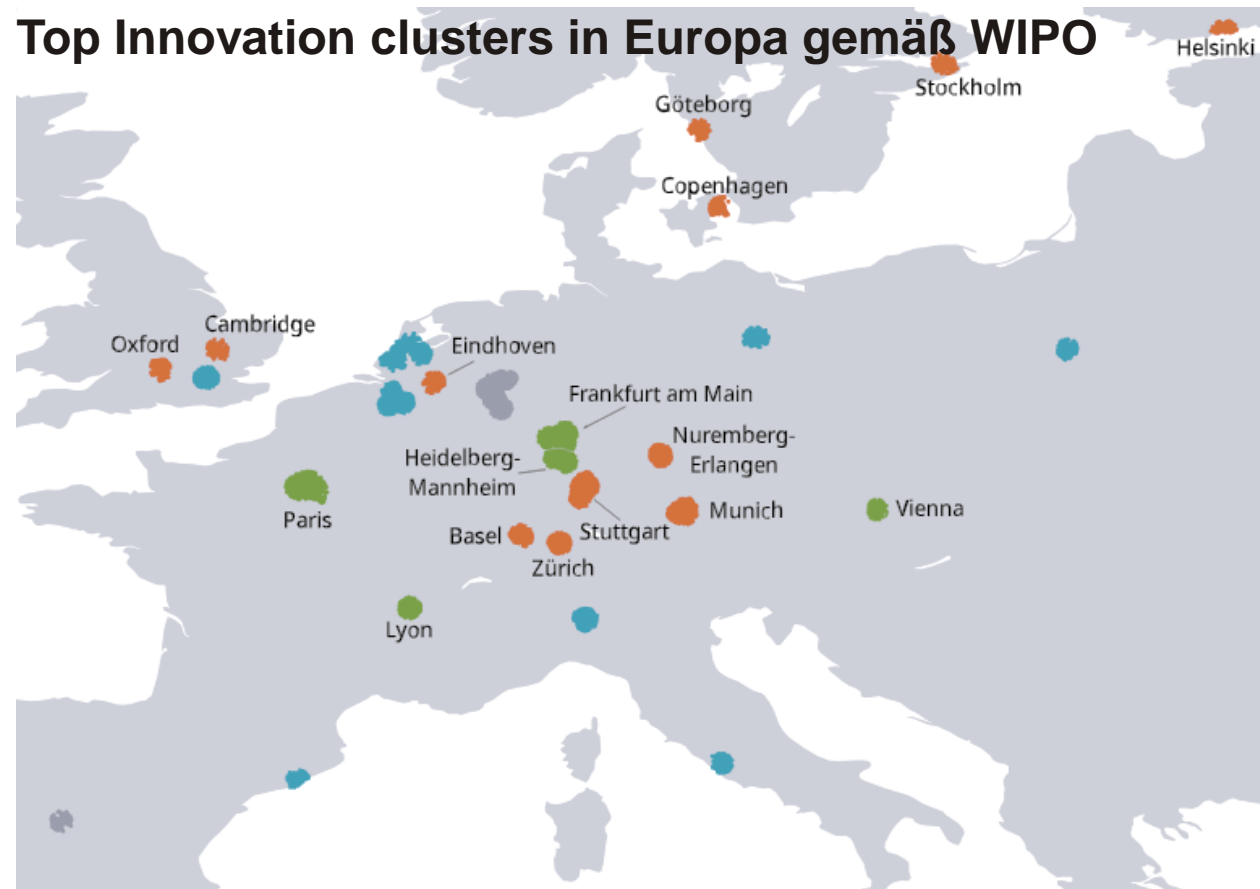 Top Innovation clusters in Europa gemäß WIPO
Helsinki
Stockholm
Göteborg
Copenhagen
Cambridge
Oxford
Eindhoven
Frankfurt am Main
Nuremberg-
Erlangen
Heidelberg-
Mannheim
Paris
Munich
Vienna
Basel
Stuttgart
Zürich
Lyon